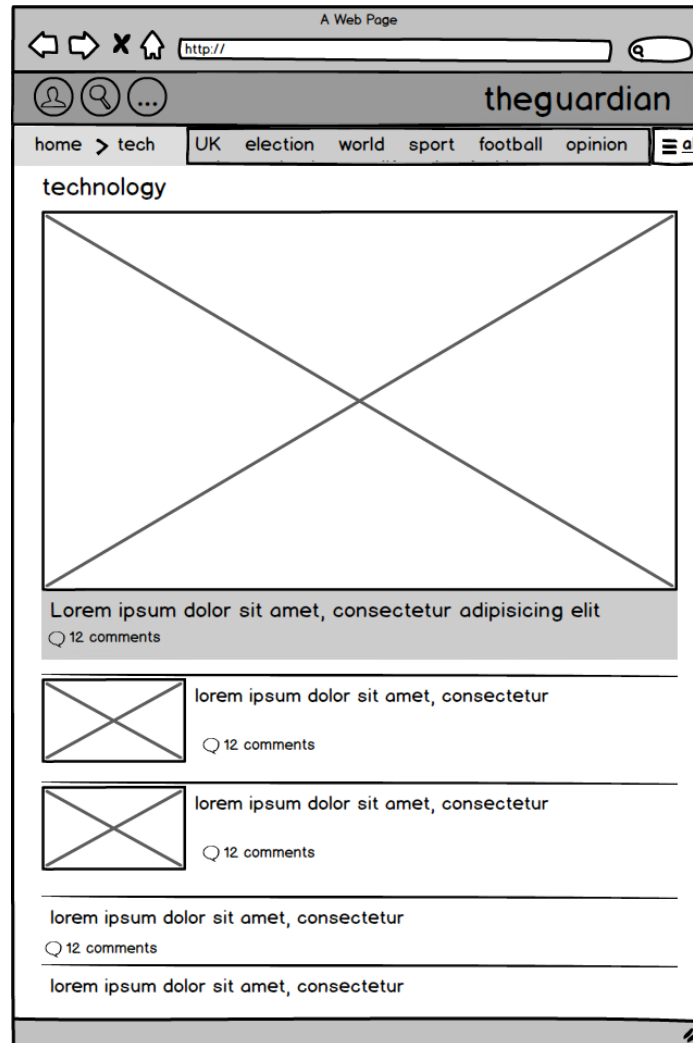 A Web Page
http://
...
theguardian
home > tech UK election world sport football opinion
technology
Lorem ipsum dolor sit amet, consectetur adipisicing elit
12 comments
lorem ipsum dolor sit amet, consectetur
12 comments
lorem ipsum dolor sit amet, consectetur
12 comments
lorem ipsum dolor sit amet, consectetur
12 comments
lorem ipsum dolor sit amet, consectetur